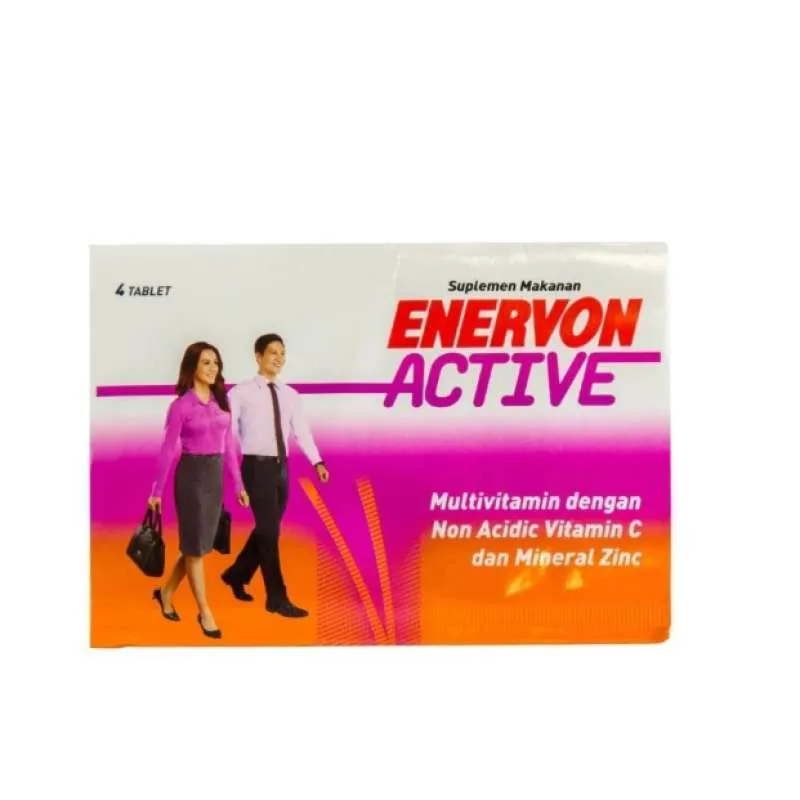 4 TABLET
Suplemen Makanan
ENERVON
ACTIVE
Multivitamin dengan
Non Acidic Vitamin C
dan Mineral Zinc